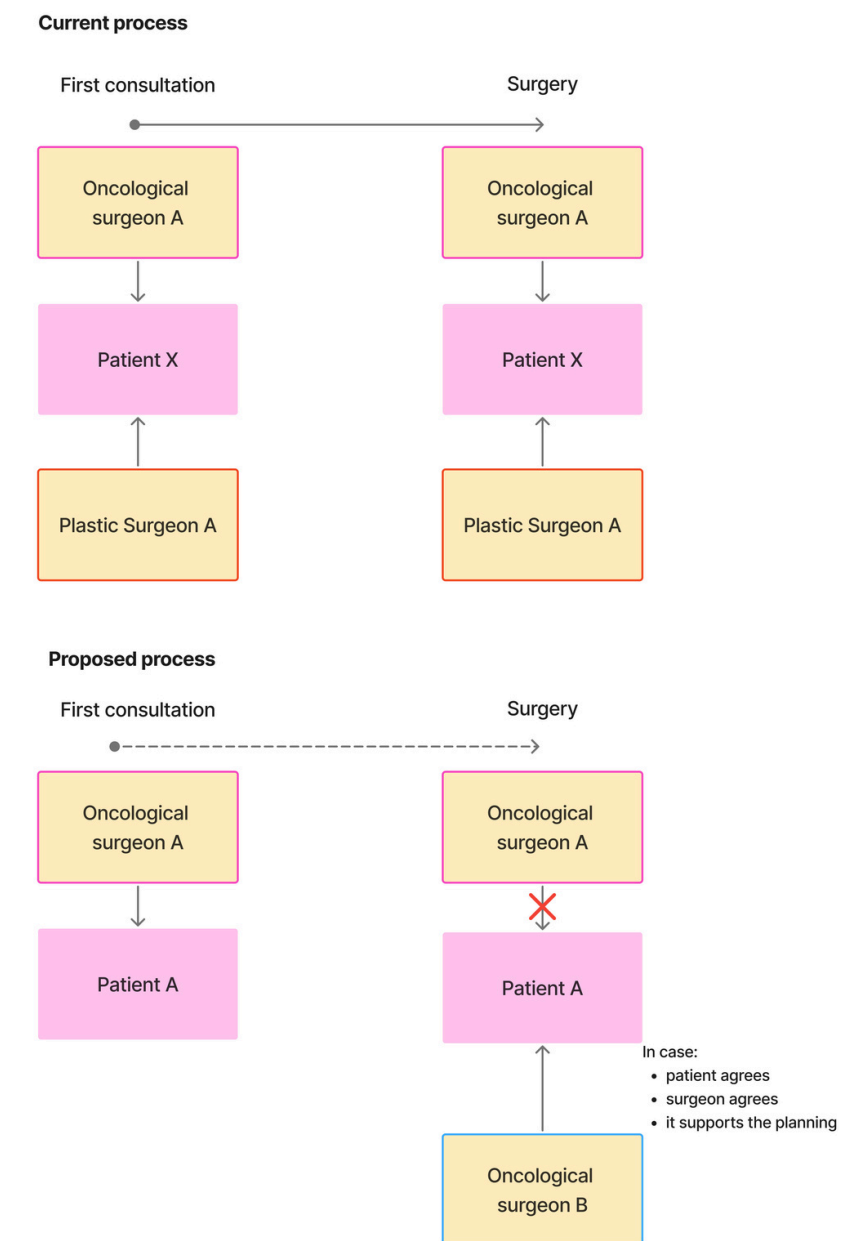 Current process
First consultation
Surgery
Oncological
surgeon A
Oncological
surgeon A
Patient X
Patient X
Plastic Surgeon A
Plastic Surgeon A
Proposed process
First consultation
Surgery
Oncological
surgeon A
Oncological
surgeon A
Patient A
Patient A
In case:
• patient agrees
• surgeon agrees
• it supports the planning
Oncological
surgeon B